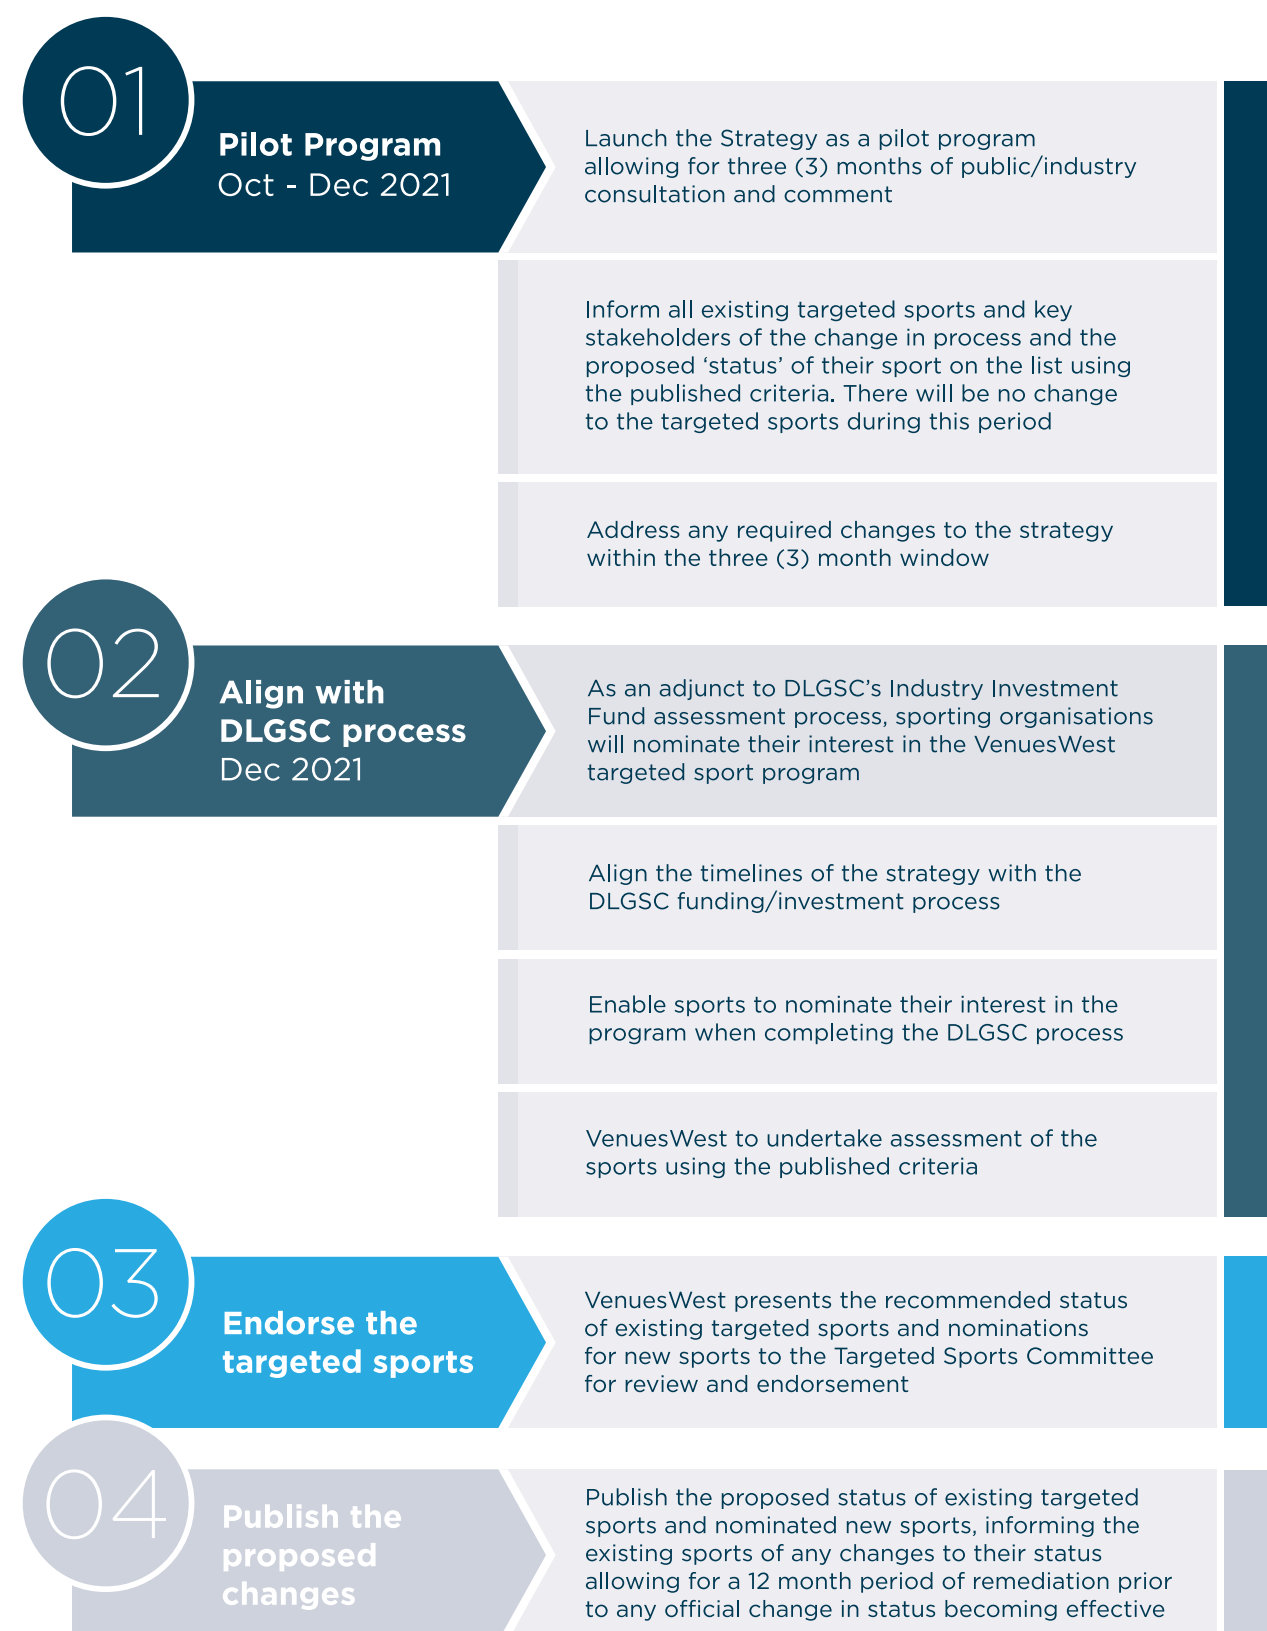 01
Pilot Program
Oct - Dec 2021
Launch the Strategy as a pilot program
allowing for three (3) months of public/industry
consultation and comment
Inform all existing targeted sports and key
stakeholders of the change in process and the
proposed ‘status’ of their sport on the list using
the published criteria. There will be no change
to the targeted sports during this period
Address any required changes to the strategy
within the three (3) month window
02
Align with
DLGSC process
Dec 2021
As an adjunct to DLGSC’s Industry Investment
Fund assessment process, sporting organisations
will nominate their interest in the VenuesWest
targeted sport program
Align the timelines of the strategy with the
DLGSC funding/investment process
Enable sports to nominate their interest in the
program when completing the DLGSC process
VenuesWest to undertake assessment of the
sports using the published criteria
03
Endorse the
targeted sports
VenuesWest presents the recommended status
of existing targeted sports and nominations
for new sports to the Targeted Sports Committee
for review and endorsement
04
Publish the
proposed
changes
Publish the proposed status of existing targeted
sports and nominated new sports, informing the
existing sports of any changes to their status
allowing for a 12 month period of remediation prior
to any official change in status becoming effective